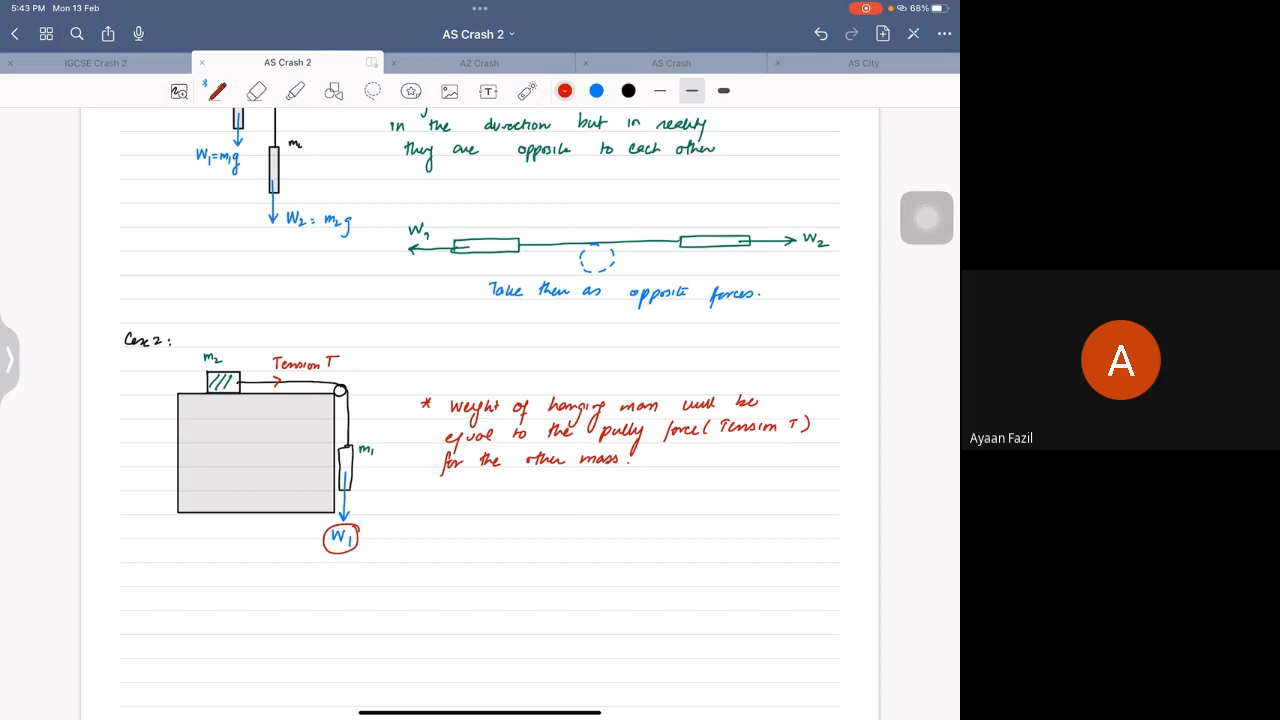 5:43 PM Mon 13 Feb
68%
AS Crash 2
IGCSE Crash 2
AS Crash 2
A2 Crash
AS Crash
AS City
in the direction but in reality
they are opposite to each other
W1=m1g
m2
W2 = m2g
W1
W2
Take them as opposite forces.
Case 2:
m2
Tension T
* Weight of hanging mass will be
equal to the pully force (Tension T)
for the other mass.
m1
W1
A
Ayaan Fazil